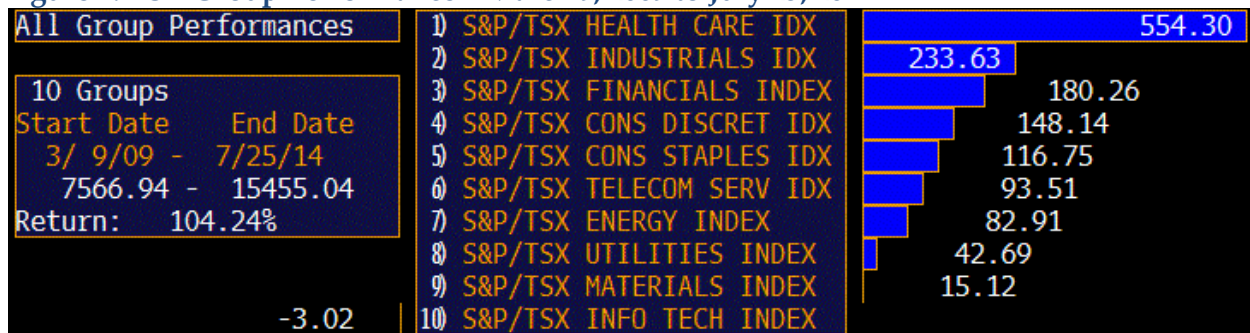 All Group Performances
10 Groups
Start Date End Date
3/ 9/09 - 7/25/14
7566.94 - 15455.04
Return: 104.24%
1) S&P/TSX HEALTH CARE IDX 554.30
2) S&P/TSX INDUSTRIALS IDX 233.63
3) S&P/TSX FINANCIALS INDEX 180.26
4) S&P/TSX CONS DISCRET IDX 148.14
5) S&P/TSX CONS STAPLES IDX 116.75
6) S&P/TSX TELECOM SERV IDX 93.51
7) S&P/TSX ENERGY INDEX 82.91
8) S&P/TSX UTILITIES INDEX 42.69
9) S&P/TSX MATERIALS INDEX 15.12
-3.02 10) S&P/TSX INFO TECH INDEX